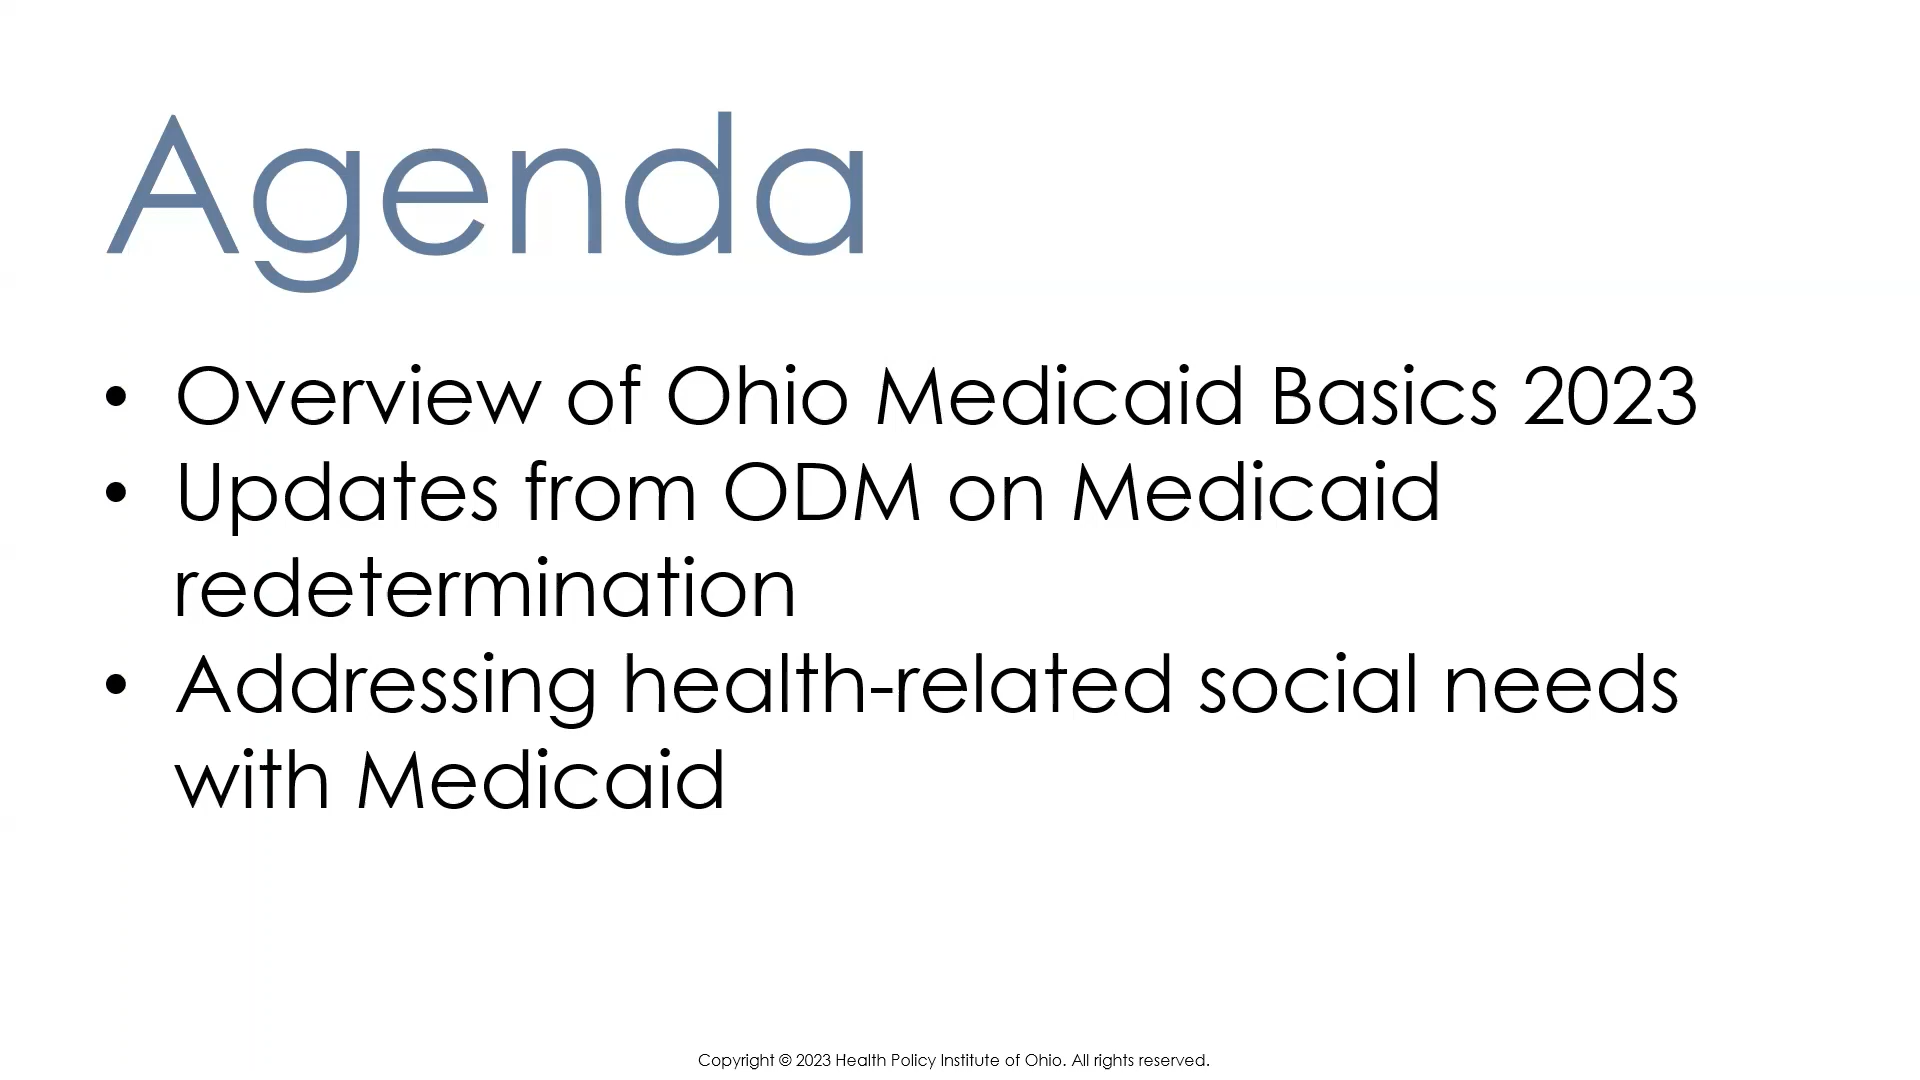 Agenda
• Overview of Ohio Medicaid Basics 2023
• Updates from ODM on Medicaid
redetermination
• Addressing health-related social needs
with Medicaid
Copyright © 2023 Health Policy Institute of Ohio. All rights reserved.